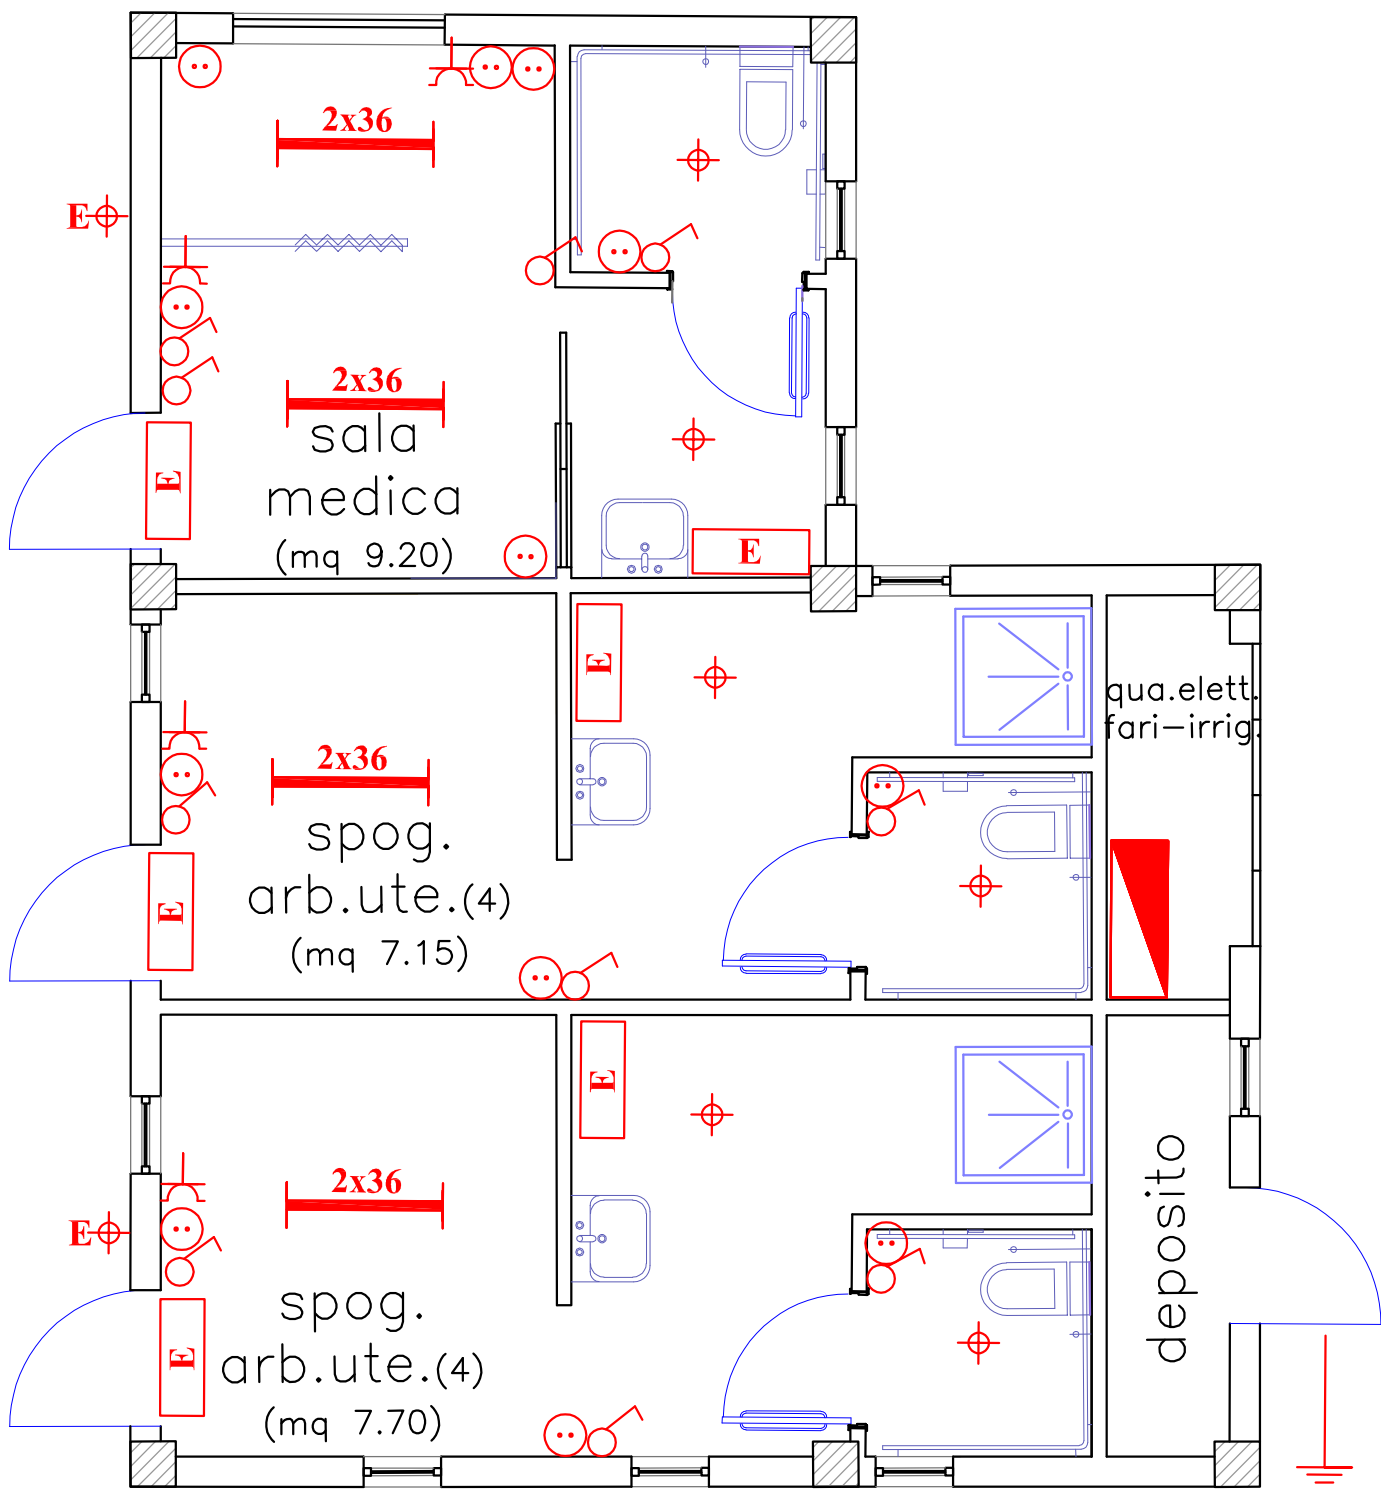 2x36
E
2x36
sala
medica
(mq 9.20)
E
E
E
qua.elett.
fari-irrig.
2x36
spog.
arb.ute.(4)
(mq 7.15)
E
E
2x36
E
spog.
arb.ute.(4)
(mq 7.70)
E
deposito